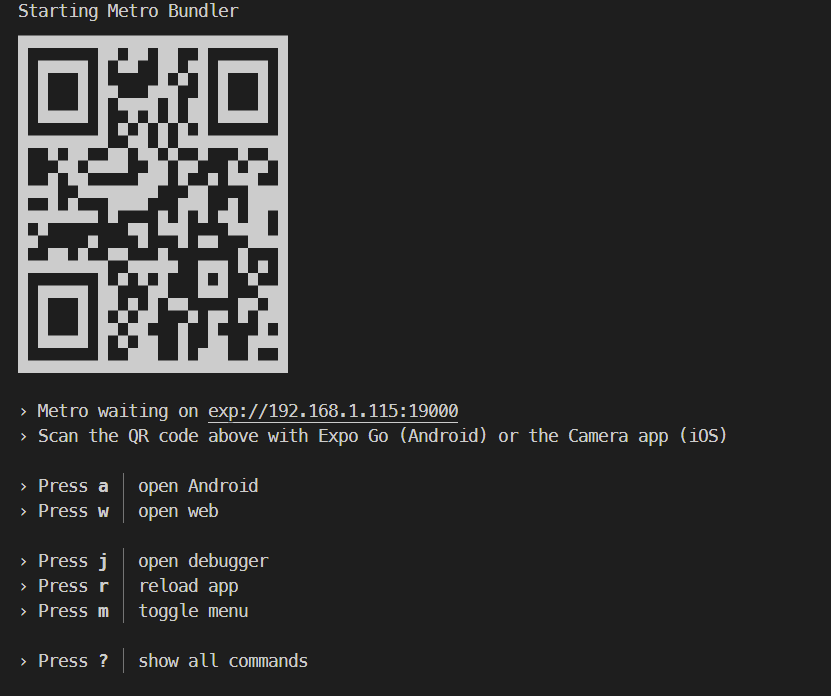 Starting Metro Bundler
› Metro waiting on exp://192.168.1.115:19000
› Scan the QR code above with Expo Go (Android) or the Camera app (iOS)
› Press a │ open Android
› Press w │ open web
› Press j │ open debugger
› Press r │ reload app
› Press m │ toggle menu
› Press ? │ show all commands